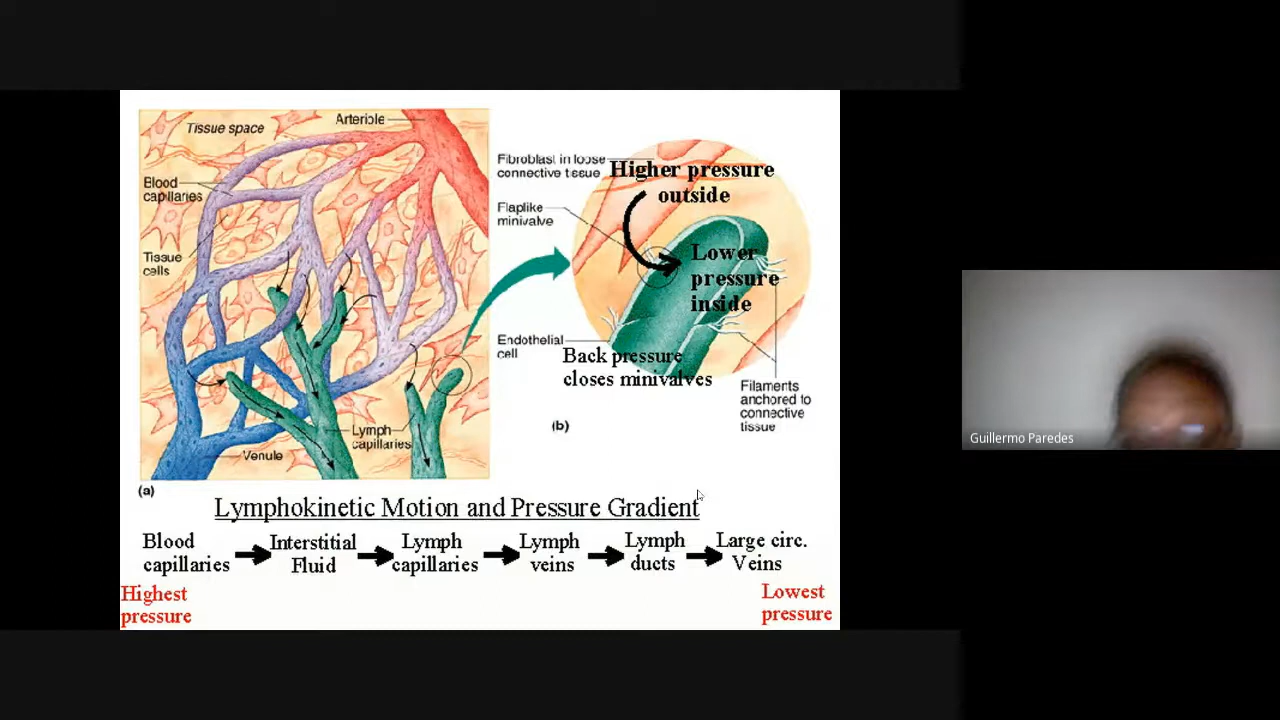 Tissue space
Arteriole
Blood
capillaries
Tissue
cells
Lymph
capillaries
Venule
(a)
Fibroblast in loose
connective tissue
Flaplike
minivalve
Endothelial
cell
Higher pressure
outside
Lower
pressure
inside
Back pressure
closes minivalves
Filaments
anchored to
connective
tissue
(b)
Lymphokinetic Motion and Pressure Gradient
Blood
capillaries
Interstitial
Fluid
Lymph
capillaries
Lymph
veins
Lymph
ducts
Large circ.
Veins
Highest
pressure
Lowest
pressure
Guillermo Paredes